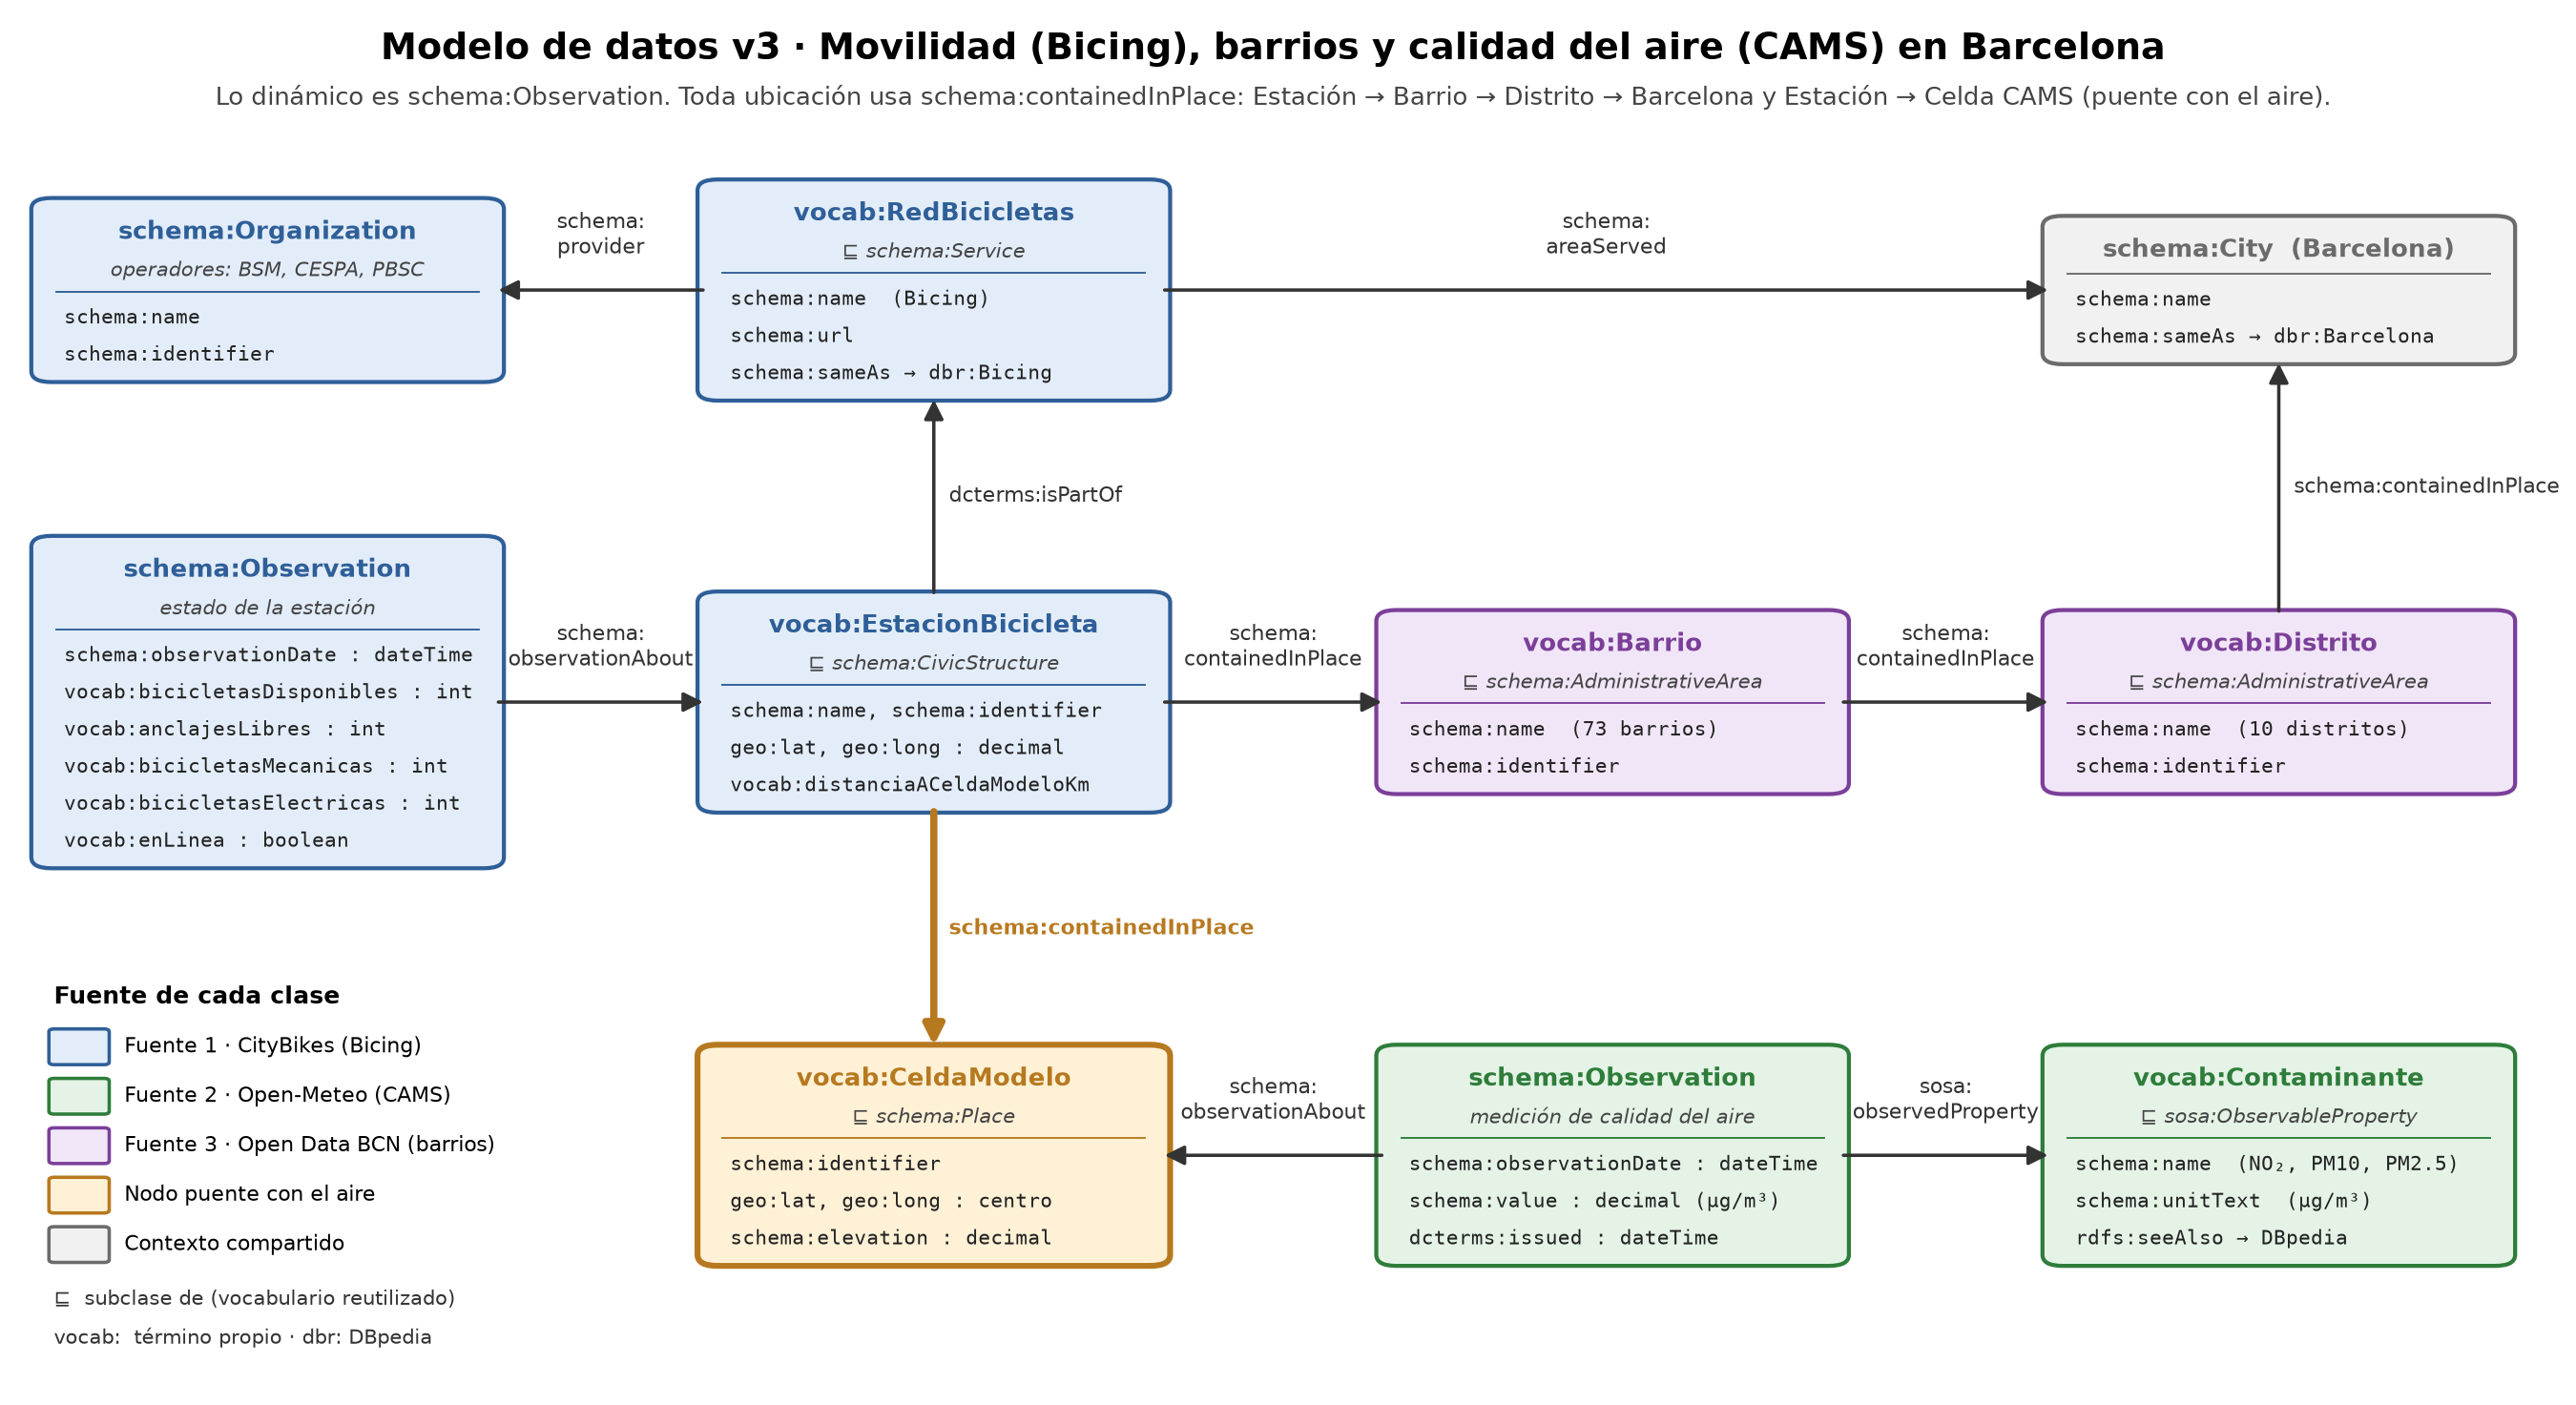 Modelo de datos v3 · Movilidad (Bicing), barrios y calidad del aire (CAMS) en Barcelona
Lo dinámico es schema:Observation. Toda ubicación usa schema:containedInPlace: Estación → Barrio → Distrito → Barcelona y Estación → Celda CAMS (puente con el aire).
schema:Organization
operadores: BSM, CESPA, PBSC
schema:name
schema:identifier
schema:
provider
vocab:RedBicicletas
⊑ schema:Service
schema:name (Bicing)
schema:url
schema:sameAs → dbr:Bicing
schema:
areaServed
schema:City (Barcelona)
schema:name
schema:sameAs → dbr:Barcelona
dcterms:isPartOf
schema:containedInPlace
schema:Observation
estado de la estación
schema:observationDate : dateTime
vocab:bicicletasDisponibles : int
vocab:anclajesLibres : int
vocab:bicicletasMecanicas : int
vocab:bicicletasElectricas : int
vocab:enLinea : boolean
schema:
observationAbout
vocab:EstacionBicicleta
⊑ schema:CivicStructure
schema:name, schema:identifier
geo:lat, geo:long : decimal
vocab:distanciaACeldaModeloKm
schema:
containedInPlace
vocab:Barrio
⊑ schema:AdministrativeArea
schema:name (73 barrios)
schema:identifier
schema:
containedInPlace
vocab:Distrito
⊑ schema:AdministrativeArea
schema:name (10 distritos)
schema:identifier
schema:containedInPlace
Fuente de cada clase
Fuente 1 · CityBikes (Bicing)
Fuente 2 · Open-Meteo (CAMS)
Fuente 3 · Open Data BCN (barrios)
Nodo puente con el aire
Contexto compartido
⊑ subclase de (vocabulario reutilizado)
vocab: término propio · dbr: DBpedia
vocab:CeldaModelo
⊑ schema:Place
schema:identifier
geo:lat, geo:long : centro
schema:elevation : decimal
schema:
observationAbout
schema:Observation
medición de calidad del aire
schema:observationDate : dateTime
schema:value : decimal (µg/m³)
dcterms:issued : dateTime
sosa:
observedProperty
vocab:Contaminante
⊑ sosa:ObservableProperty
schema:name (NO₂, PM10, PM2.5)
schema:unitText (µg/m³)
rdfs:seeAlso → DBpedia